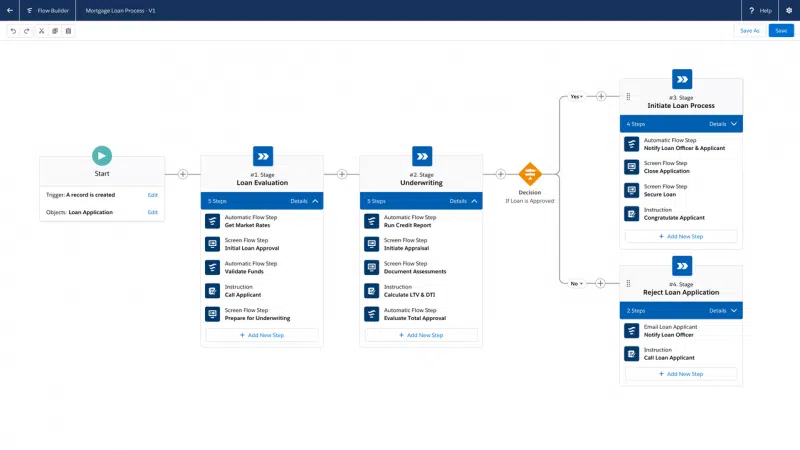 Flow Builder
Mortgage Loan Process - V1
Help
Save As
Save
Start
Trigger: A record is created
Edit
Objects: Loan Application
Edit
#1. Stage
Loan Evaluation
5 Steps
Details
Automatic Flow Step
Get Market Rates
Screen Flow Step
Initial Loan Approval
Automatic Flow Step
Validate Funds
Instruction
Call Applicant
Screen Flow Step
Prepare for Underwriting
+ Add New Step
#2. Stage
Underwriting
5 Steps
Details
Automatic Flow Step
Run Credit Report
Screen Flow Step
Initiate Appraisal
Screen Flow Step
Document Assessments
Instruction
Calculate LTV & DTI
Automatic Flow Step
Evaluate Total Approval
+ Add New Step
Decision
If Loan is Approved
Yes
#3. Stage
Initiate Loan Process
4 Steps
Details
Automatic Flow Step
Notify Loan Officer & Applicant
Screen Flow Step
Close Application
Screen Flow Step
Secure Loan
Instruction
Congratulate Applicant
+ Add New Step
No
#4. Stage
Reject Loan Application
2 Steps
Details
Email Loan Applicant
Notify Loan Officer
Instruction
Call Loan Applicant
+ Add New Step